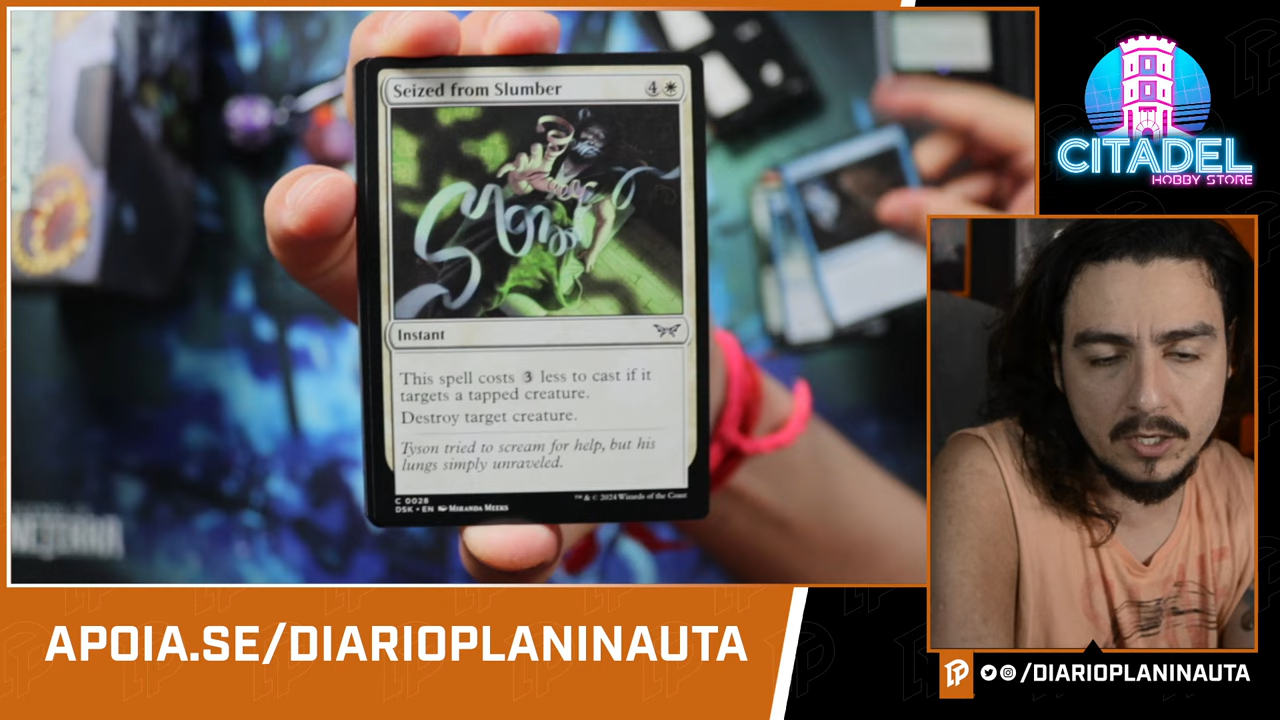 Seized from Slumber 4
Instant
This spell costs 3 less to cast if it
targets a tapped creature.
Destroy target creature.
Tyson tried to scream for help, but his
lungs simply unraveled.
C 0028
DSK • EN MIRANDA MEEKS
™ & © 2024 Wizards of the Coast
CITADEL
HOBBY STORE
APOIA.SE/DIARIOPLANINAUTA
/DIARIOPLANINAUTA